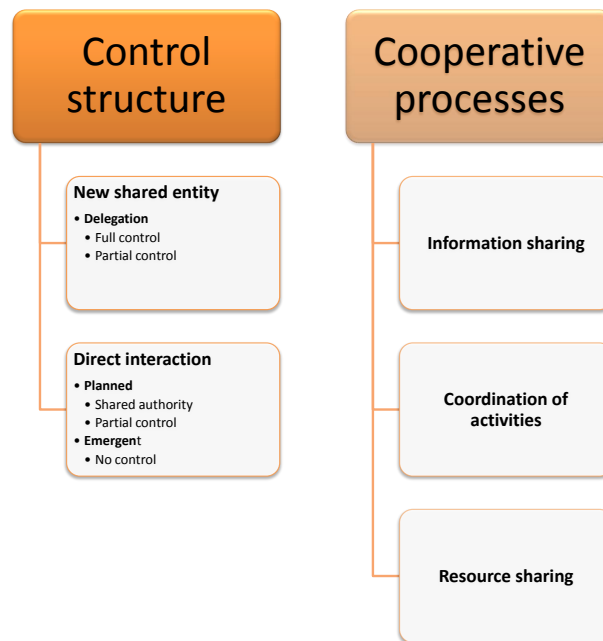 Control
structure
New shared entity
• Delegation
• Full control
• Partial control
Direct interaction
• Planned
• Shared authority
• Partial control
• Emergent
• No control
Cooperative
processes
Information sharing
Coordination of
activities
Resource sharing